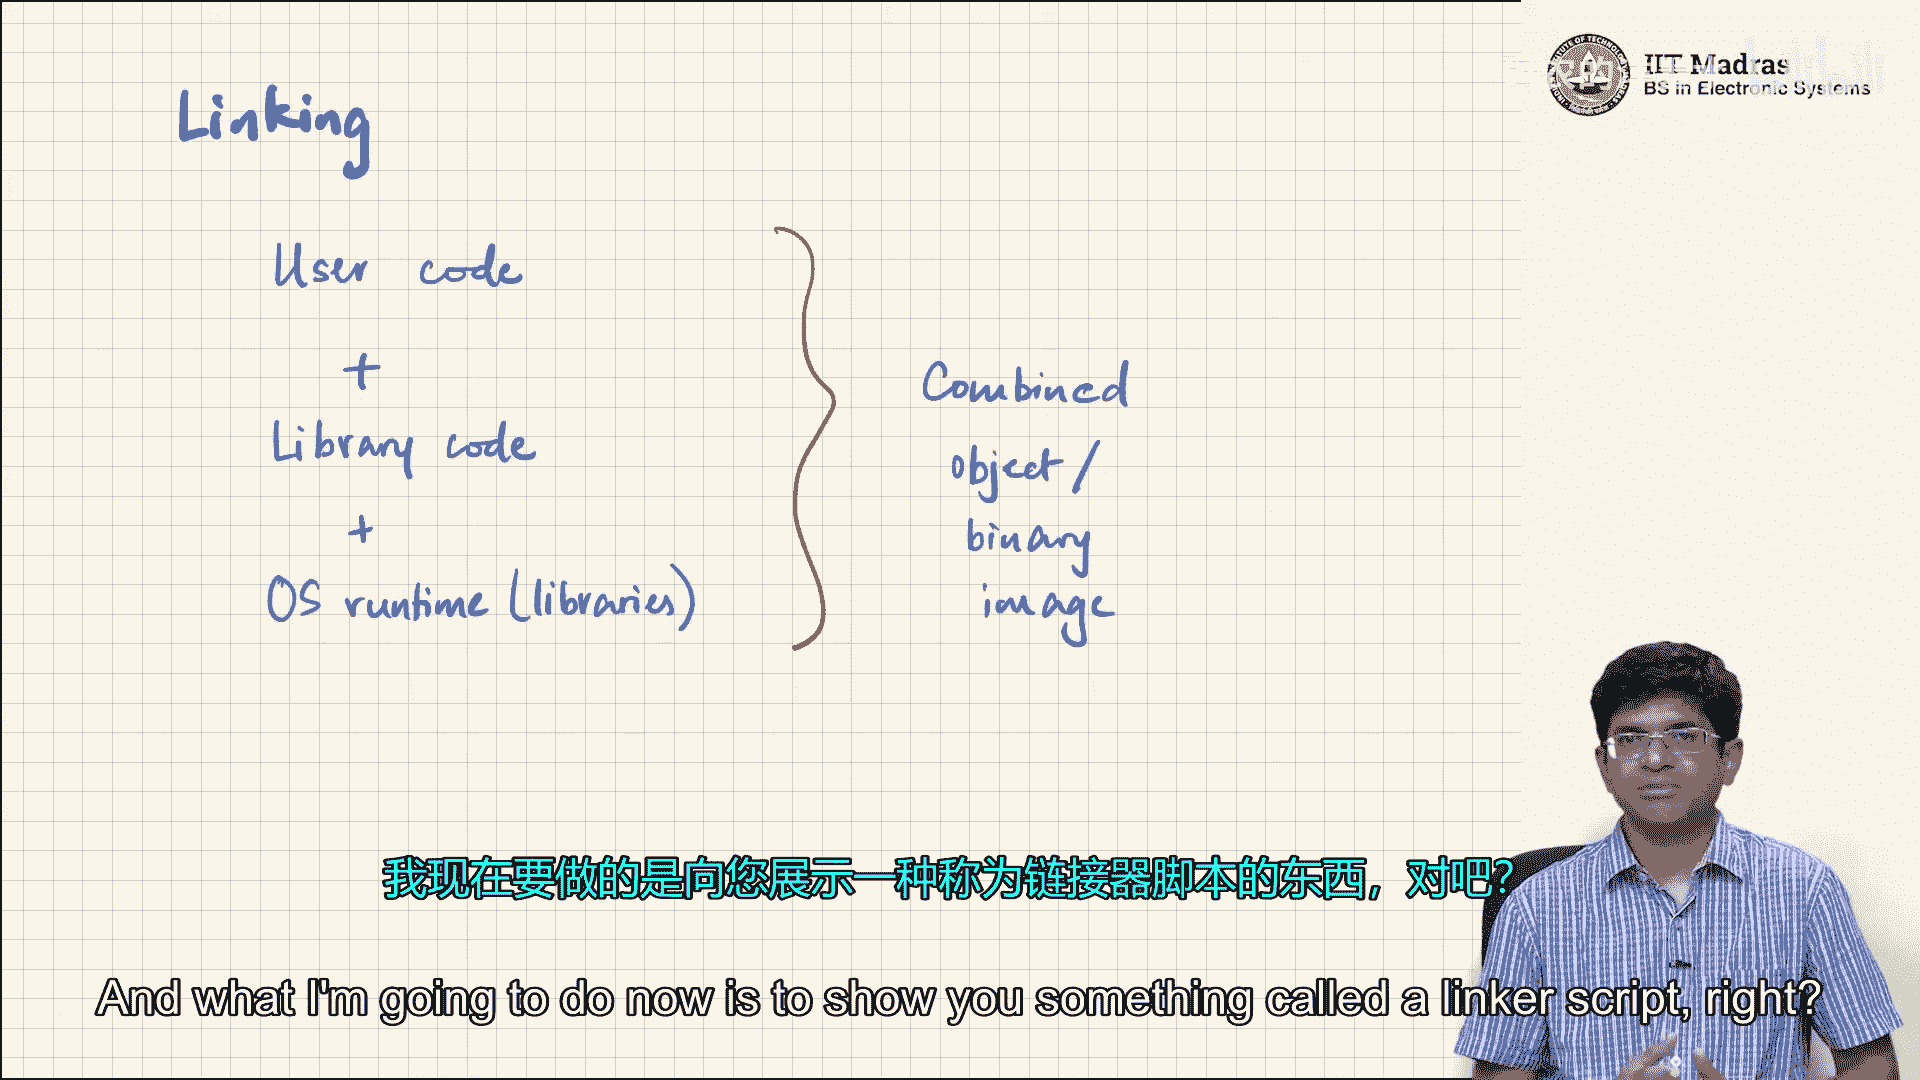 Linking
User code
+
Library code
+
OS runtime (libraries)
Combined
object/
binary
image
IIT Madras
BS in Electronic Systems
我现在要做的是向您展示一种称为链接器脚本的东西，对吧？
And what I'm going to do now is to show you something called a linker script, right?